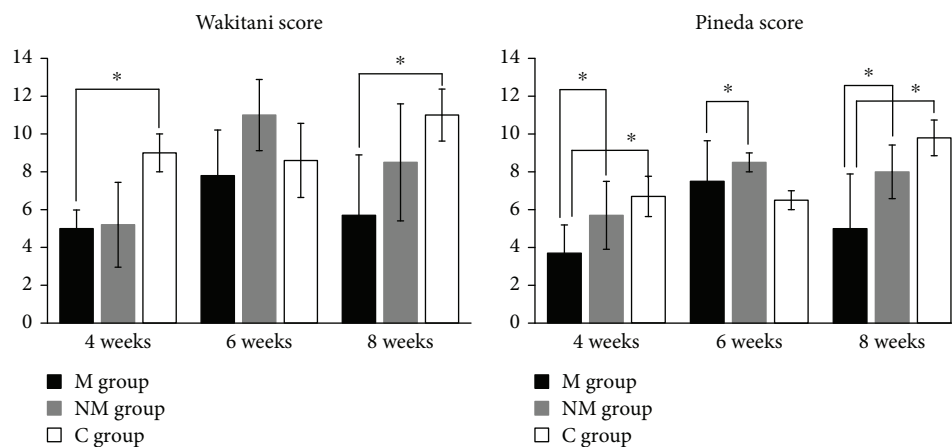 Wakitani score
14
12
10
8
6
4
2
0
*
*
4 weeks
6 weeks
8 weeks
M group
NM group
C group
Pineda score
14
12
10
8
6
4
2
0
*
*
*
*
*
4 weeks
6 weeks
8 weeks
M group
NM group
C group